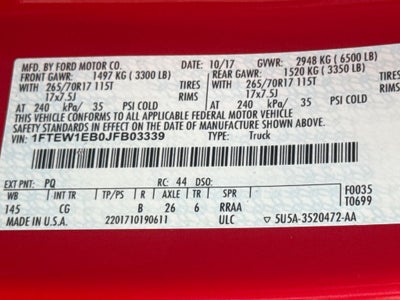 MFD. BY FORD MOTOR CO. 10/17 GVWR: 2948 KG ( 6500 LB)
FRONT GAWR: 1497 KG ( 3300 LB) REAR GAWR: 1520 KG ( 3350 LB)
WITH 265/70R17 115T TIRES WITH 265/70R17 115T
17x7.5J RIMS 17x7.5J
AT 240 kPa/ 35 PSI COLD AT 240 kPa/ 35 PSI COLD
THIS VEHICLE CONFORMS TO ALL APPLICABLE FEDERAL MOTOR VEHICLE
SAFETY AND THEFT PREVENTION STANDARDS IN EFFECT ON THE DATE OF MANUFACTURE SHOWN ABOVE.
VIN: 1FTEW1EB0JFB03339 TYPE: Truck
EXT PNT: PQ RC: 44 DSO:
WB INT TR TP/PS R AXLE TR SPR F0035
145 CG B 26 6 RRAA T0699
MADE IN U.S.A. 2201710190611 ULC 5U5A-3520472-AA